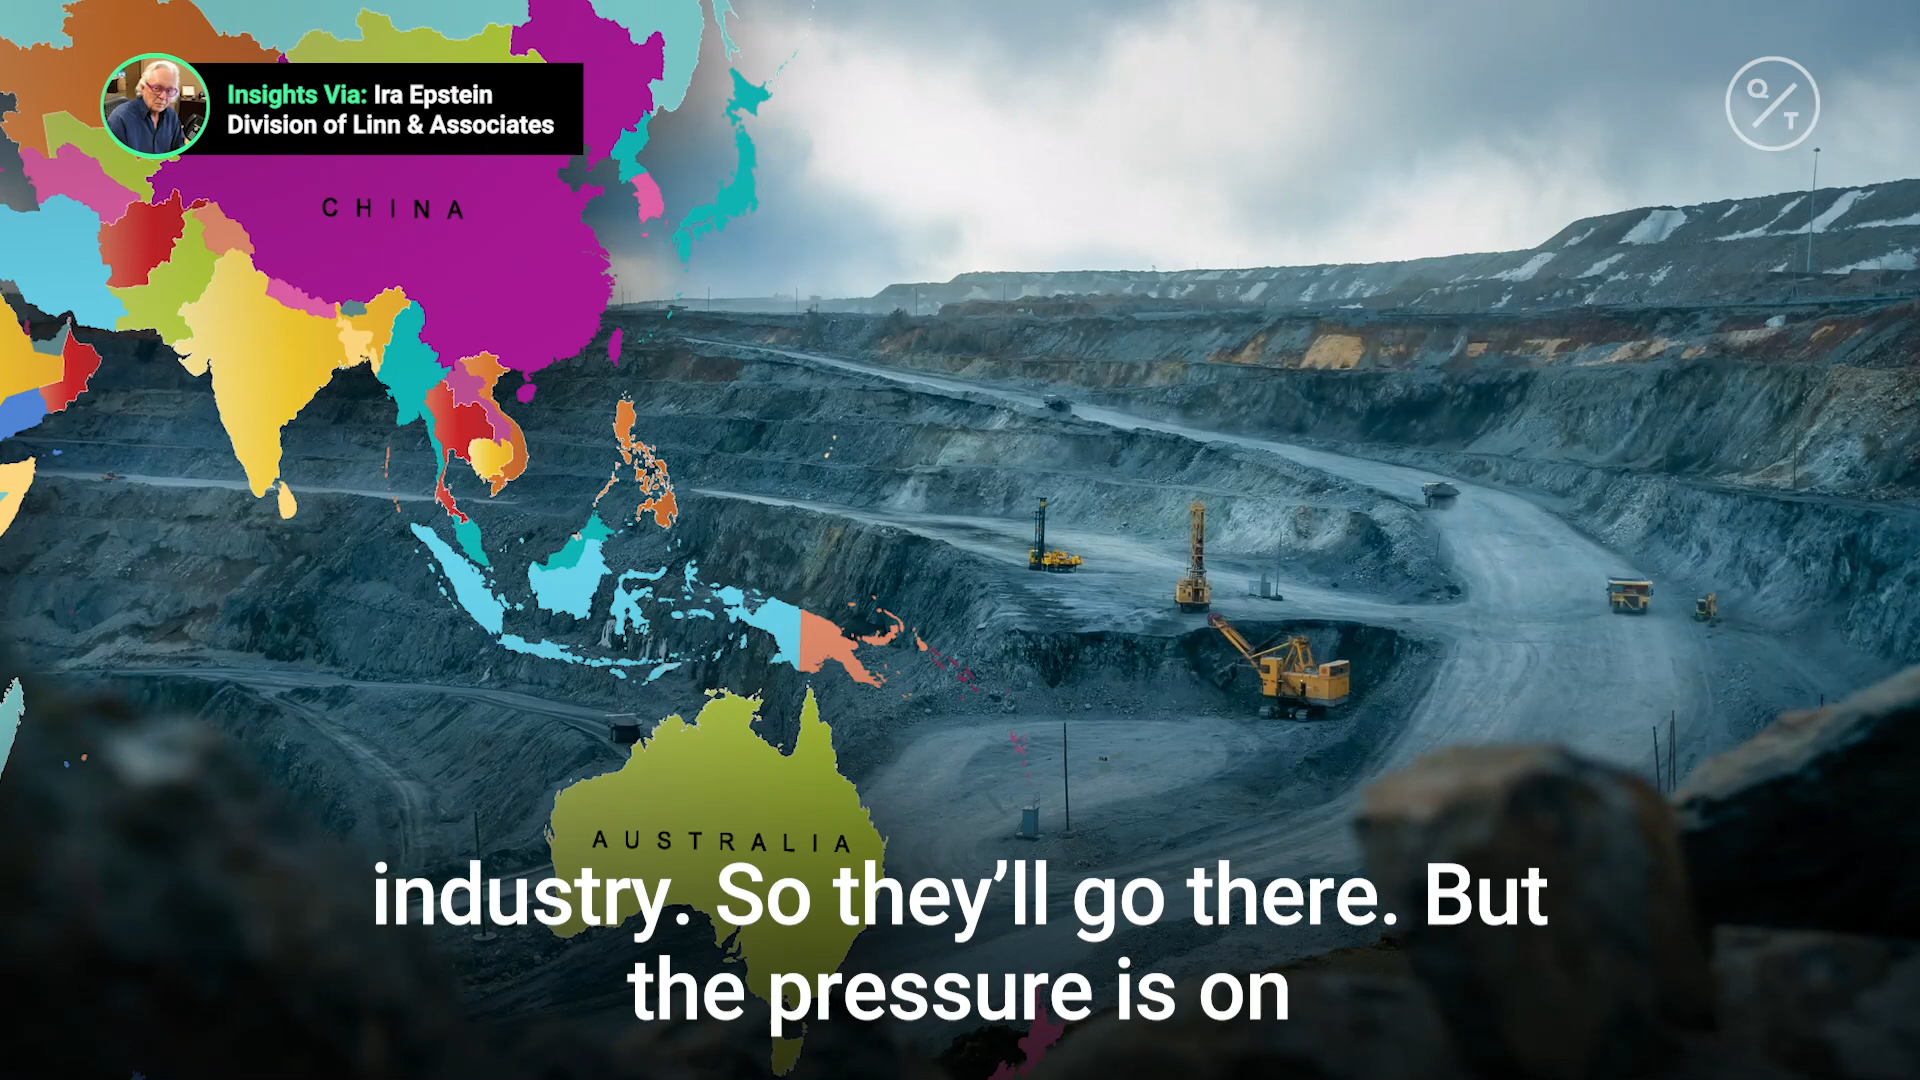 Insights Via: Ira Epstein
Division of Linn & Associates
Q
T
CHINA
AUSTRALIA
industry. So they’ll go there. But
the pressure is on